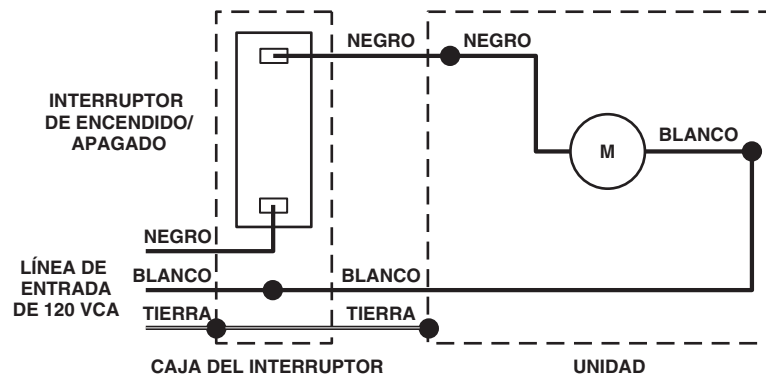 NEGRO
NEGRO
INTERRUPTOR
DE ENCENDIDO/
APAGADO
M
BLANCO
NEGRO
LÍNEA DE
ENTRADA
DE 120 VCA
BLANCO
BLANCO
TIERRA
TIERRA
CAJA DEL INTERRUPTOR
UNIDAD